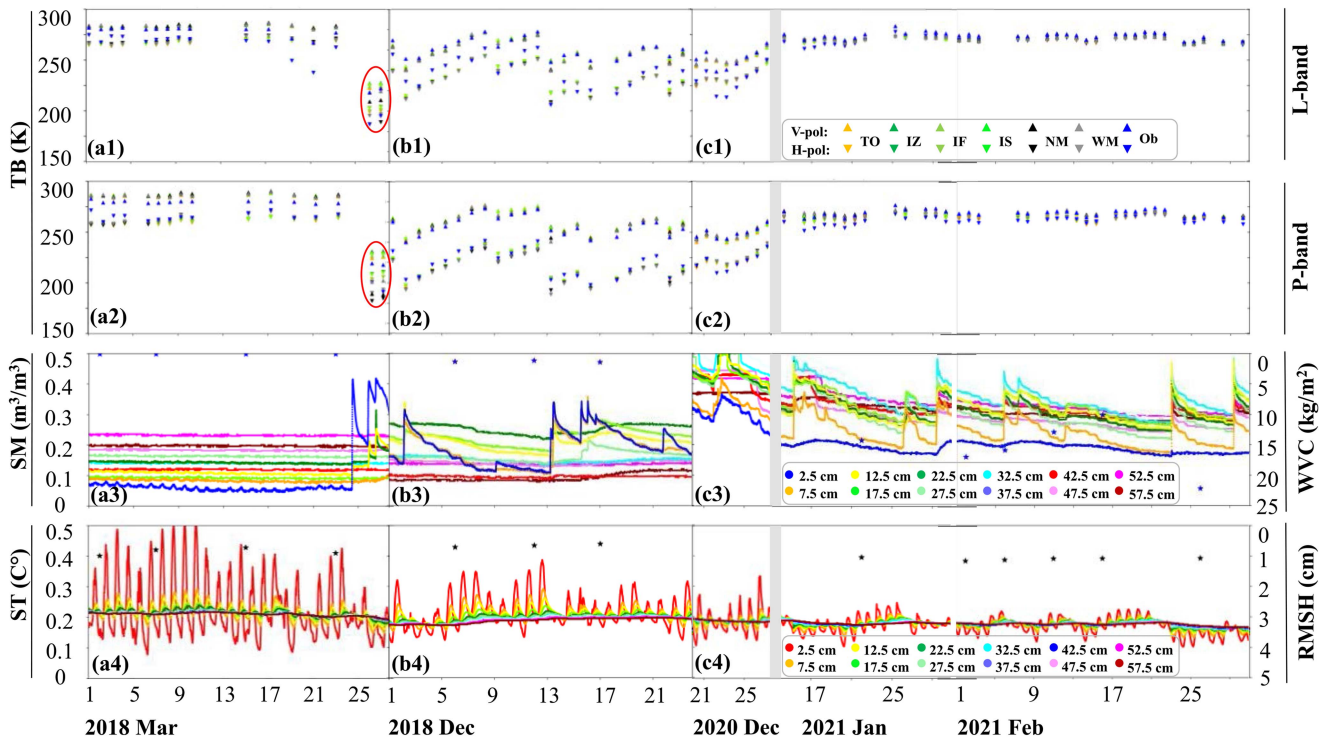 300
250
200
150
TB (K)
(a1)
(b1)
(c1)
V-pol:
H-pol:
TO
IZ
IF
IS
NM
WM
Ob
L-band
300
250
200
150
(a2)
(b2)
(c2)
P-band
SM (m³/m³)
0.5
0.4
0.3
0.2
0.1
0
(a3)
(b3)
(c3)
2.5 cm 12.5 cm 22.5 cm 32.5 cm 42.5 cm 52.5 cm
7.5 cm 17.5 cm 27.5 cm 37.5 cm 47.5 cm 57.5 cm
0
5
10
15
20
25
WVC (kg/m²)
ST (C°)
0.5
0.4
0.3
0.2
0.1
0
(a4)
(b4)
(c4)
2.5 cm 12.5 cm 22.5 cm 32.5 cm 42.5 cm 52.5 cm
7.5 cm 17.5 cm 27.5 cm 37.5 cm 47.5 cm 57.5 cm
0
1
2
3
4
5
RMSH (cm)
1 5 9 13 17 21 25 1 5 9 13 17 21 21 25 17 25 1 9 17 25
2018 Mar 2018 Dec 2020 Dec 2021 Jan 2021 Feb